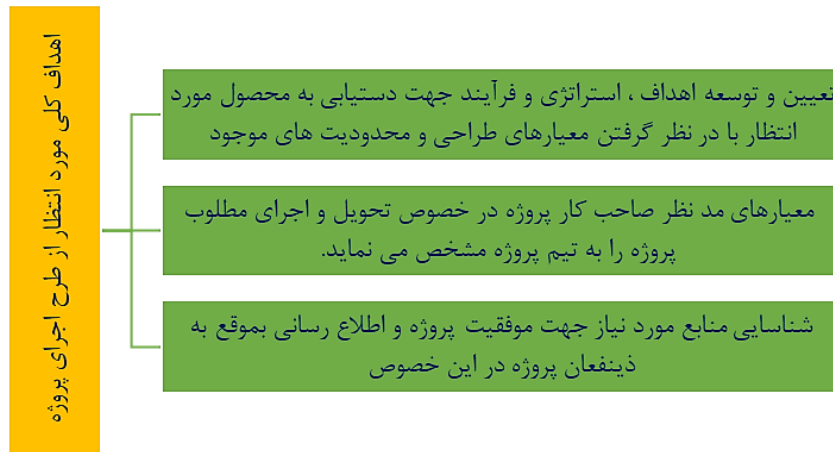 اهداف کلی مورد انتظار از طرح اجرای پروژه
تعیین و توسعه اهداف ، استراتژی و فرآیند جهت دستیابی به محصول مورد
انتظار با در نظر گرفتن معیارهای طراحی و محدودیت های موجود
معیارهای مد نظر صاحب کار پروژه در خصوص تحویل و اجرای مطلوب
پروژه را به تیم پروژه مشخص می نماید.
شناسایی منابع مورد نیاز جهت موفقیت پروژه و اطلاع رسانی بموقع به
ذینفعان پروژه در این خصوص